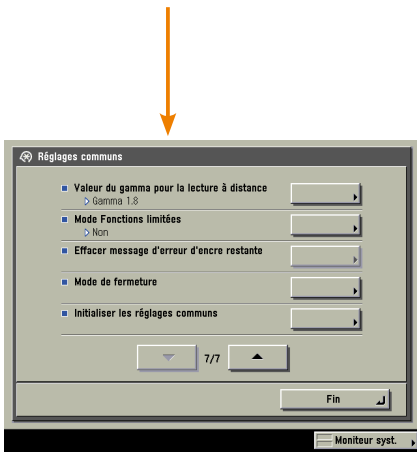 Réglages communs
Valeur du gamma pour la lecture à distance
Gamma 1.8
Mode Fonctions limitées
Non
Effacer message d'erreur d'encre restante
Mode de fermeture
Initialiser les réglages communs
7/7
Fin
Moniteur syst.